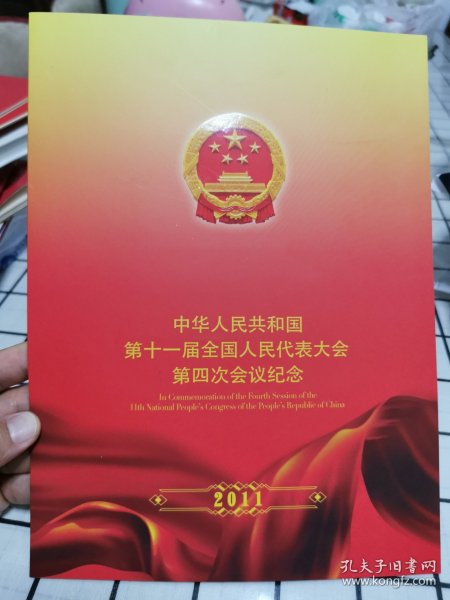 中华人民共和国
第十一届全国人民代表大会
第四次会议纪念
In Commemoration of the Fourth Session of the
11th National People's Congress of the People's Republic of China
2011
孔夫子旧书网
www.kongfz.com